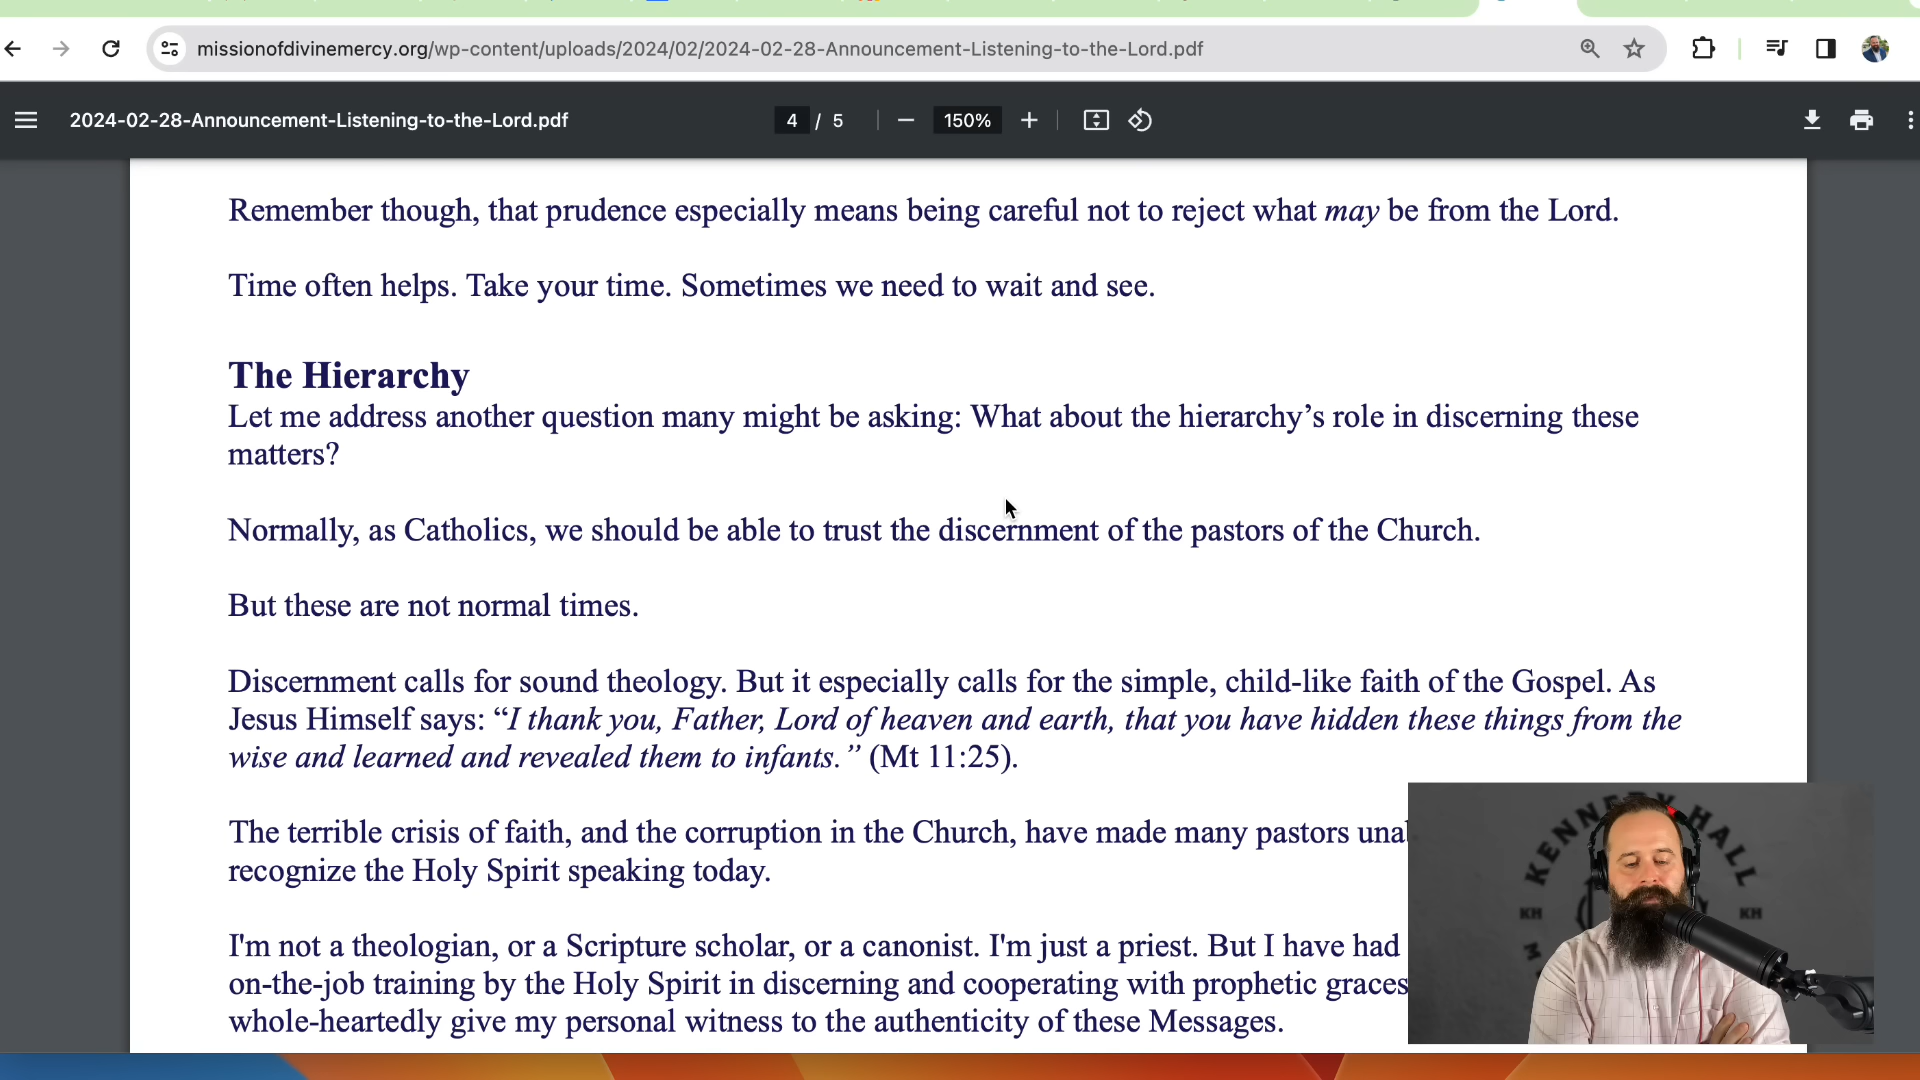 missionofdivinemercy.org/wp-content/uploads/2024/02/2024-02-28-Announcement-Listening-to-the-Lord.pdf
2024-02-28-Announcement-Listening-to-the-Lord.pdf
4 / 5
150%
Remember though, that prudence especially means being careful not to reject what may be from the Lord.
Time often helps. Take your time. Sometimes we need to wait and see.
The Hierarchy
Let me address another question many might be asking: What about the hierarchy’s role in discerning these
matters?
Normally, as Catholics, we should be able to trust the discernment of the pastors of the Church.
But these are not normal times.
Discernment calls for sound theology. But it especially calls for the simple, child-like faith of the Gospel. As
Jesus Himself says: “I thank you, Father, Lord of heaven and earth, that you have hidden these things from the
wise and learned and revealed them to infants.” (Mt 11:25).
The terrible crisis of faith, and the corruption in the Church, have made many pastors
recognize the Holy Spirit speaking today.
I'm not a theologian, or a Scripture scholar, or a canonist. I'm just a priest. But I have had
on-the-job training by the Holy Spirit in discerning and cooperating with prophetic graces
whole-heartedly give my personal witness to the authenticity of these Messages.
KENNEDY HALL
KH
KH